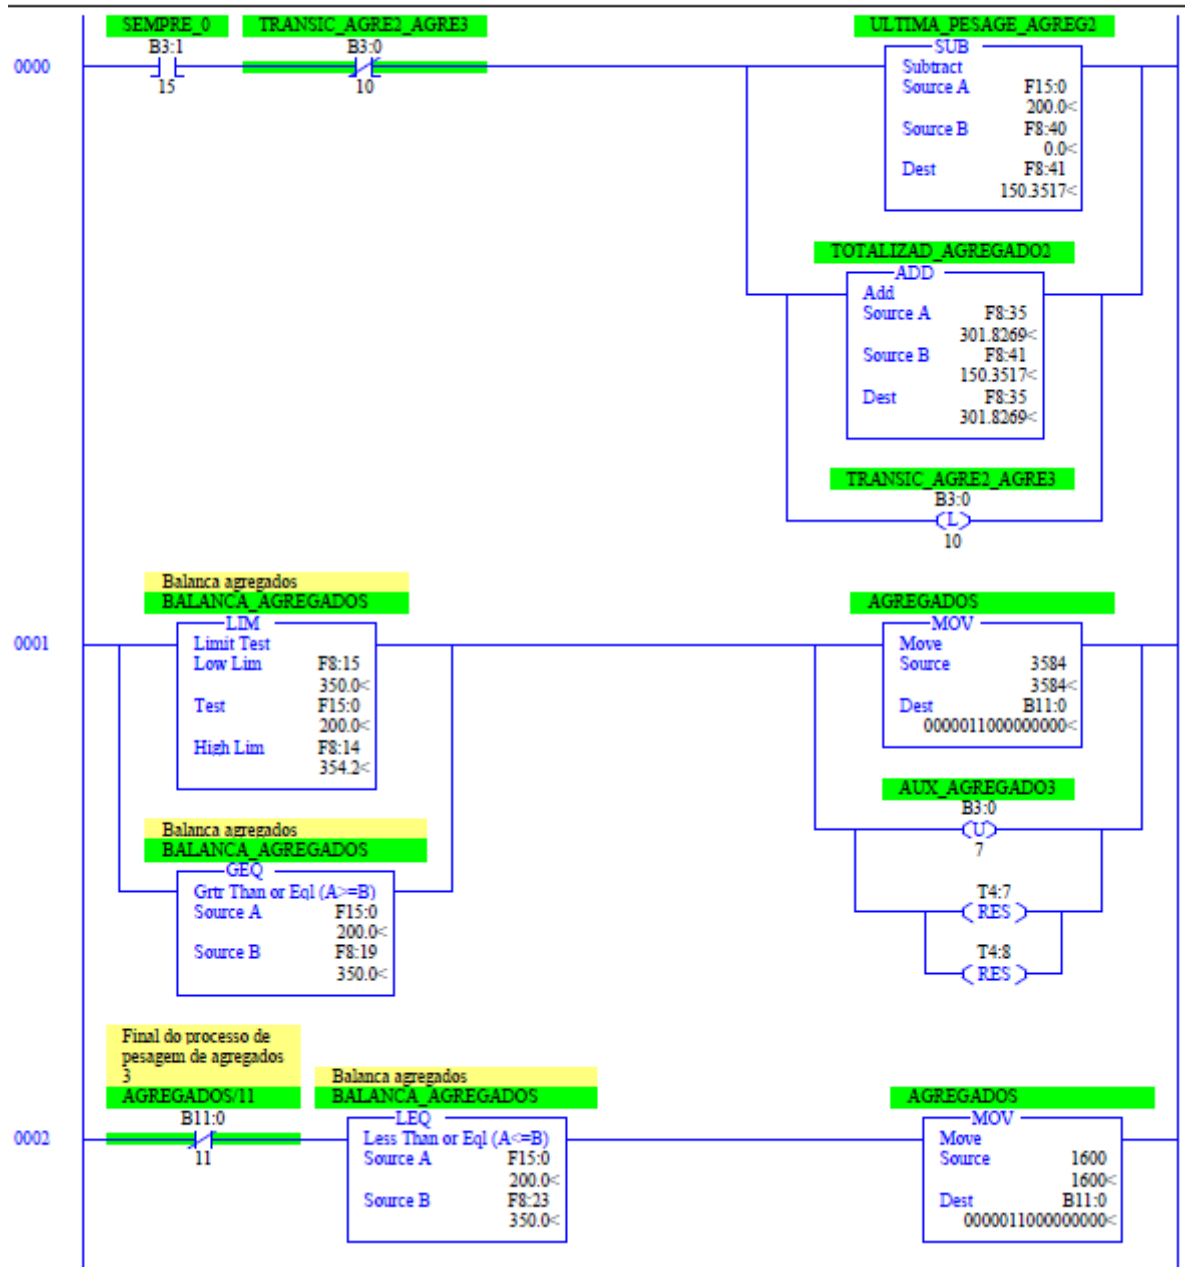 SEMPRE_0
TRANSIC_AGRE2_AGRE3
ULTIMA_PESAGE_AGREG2
B3:1
B3:0
SUB
0000
Subtract
15
10
Source A F15:0
200.0<
Source B F8:40
0.0<
Dest F8:41
150.3517<
TOTALIZAD_AGREGADO2
ADD
Add
Source A F8:35
301.8269<
Source B F8:41
150.3517<
Dest F8:35
301.8269<
TRANSIC_AGRE2_AGRE3
B3:0
L
10
Balanca agregados
BALANCA_AGREGADOS
AGREGADOS
LIM
MOV
0001
Limit Test
Low Lim F8:15
350.0<
Test F15:0
200.0<
High Lim F8:14
354.2<
Move
Source 3584
3584<
Dest B11:0
0000011000000000<
AUX_AGREGADO3
B3:0
U
7
Balanca agregados
BALANCA_AGREGADOS
GEQ
Grtr Than or Eql (A>=B)
Source A F15:0
200.0<
Source B F8:19
350.0<
T4:7
RES
T4:8
RES
Final do processo de
pesagem de agregados
3
AGREGADOS/11
Balanca agregados
BALANCA_AGREGADOS
AGREGADOS
B11:0
LEQ
MOV
0002
11
Less Than or Eql (A<=B)
Source A F15:0
200.0<
Source B F8:23
350.0<
Move
Source 1600
1600<
Dest B11:0
0000011000000000<